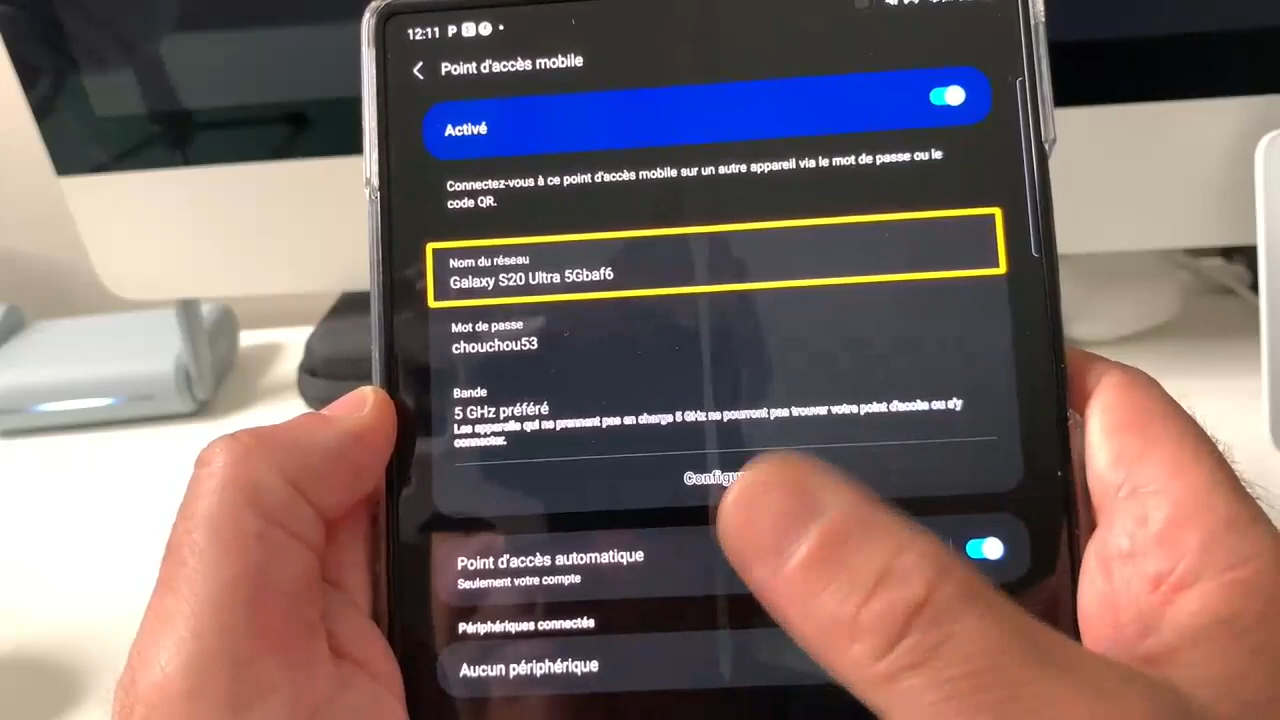 12:11 P
Point d'accès mobile
Activé
Connectez-vous à ce point d'accès mobile sur un autre appareil via le mot de passe ou le
code QR.
Nom du réseau
Galaxy S20 Ultra 5Gbaf6
Mot de passe
chouchou53
Bande
5 GHz préféré
Les appareils qui ne prennent pas en charge 5 GHz ne pourront pas trouver votre point d'accès ou s'y
connecter.
Point d'accès automatique
Seulement votre compte
Périphériques connectés
Aucun périphérique